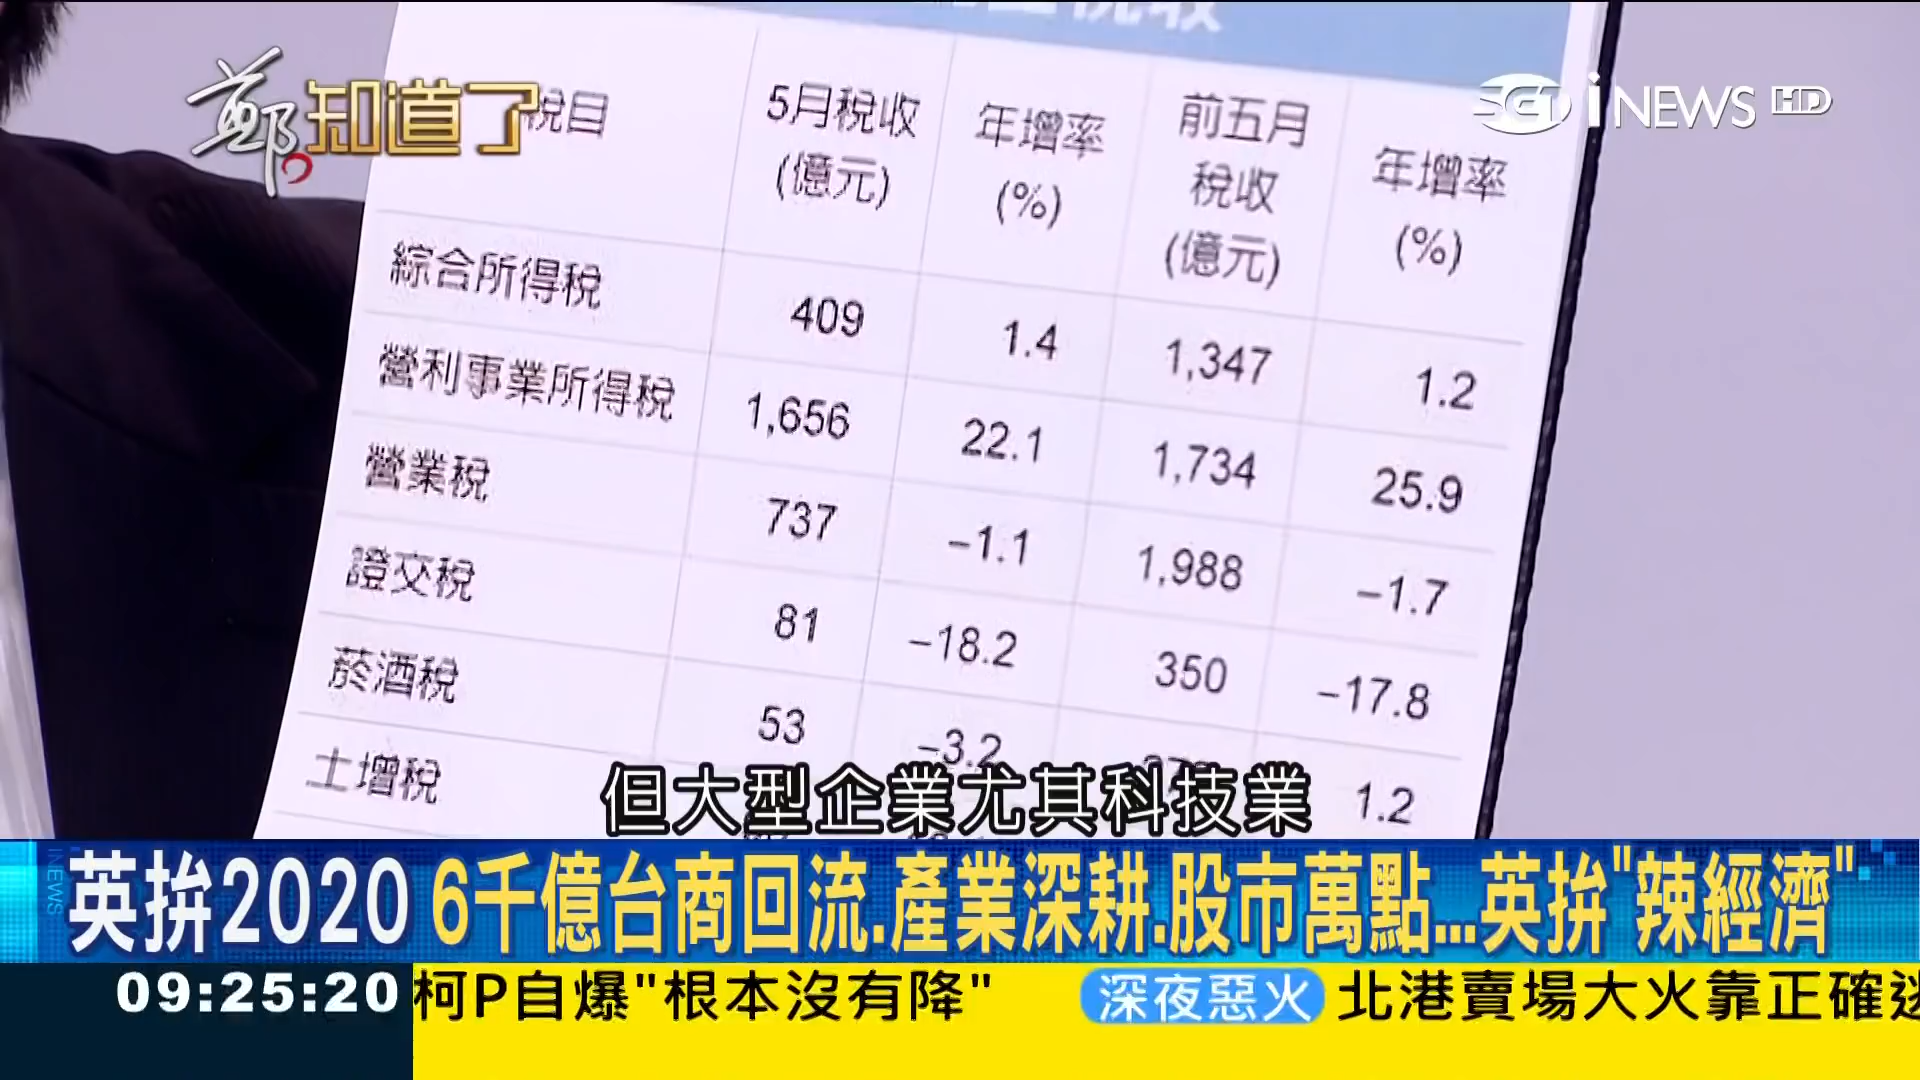 鄭知道了
SET iNEWS HD
稅目 5月稅收 (億元) 年增率 (%) 前五月 稅收 (億元) 年增率 (%)
綜合所得稅 409 1.4 1,347 1.2
營利事業所得稅 1,656 22.1 1,734 25.9
營業稅 737 -1.1 1,988 -1.7
證交稅 81 -18.2 350 -17.8
菸酒稅 53 -3.2 1.2
土增稅
但大型企業尤其科技業
INEWS
英拚2020 6千億台商回流.產業深耕.股市萬點...英拚"辣經濟"
09:25:20 柯P自爆"根本沒有降" 深夜惡火 北港賣場大火靠正確逃